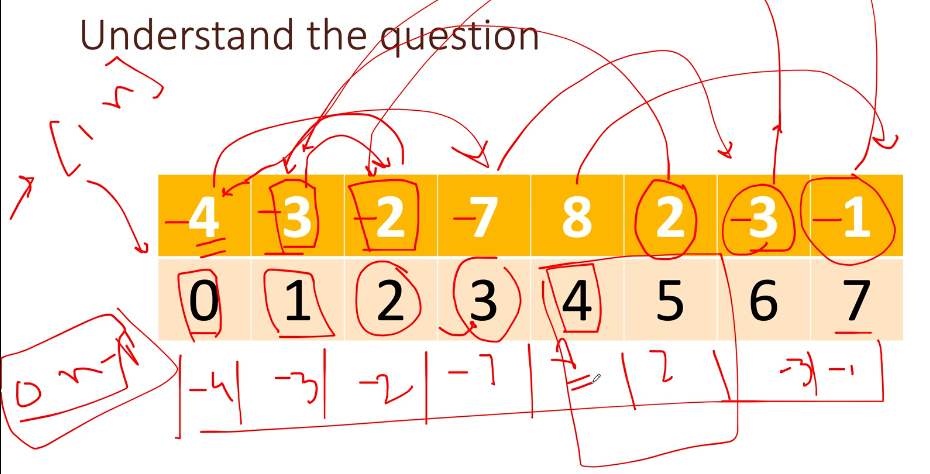 Understand the question
[1 n]
-4 -3 -2 -7 8 2 -3 -1
0 1 2 3 4 5 6 7
0 n-1
-4 -3 -2 -7 2 -3 -1